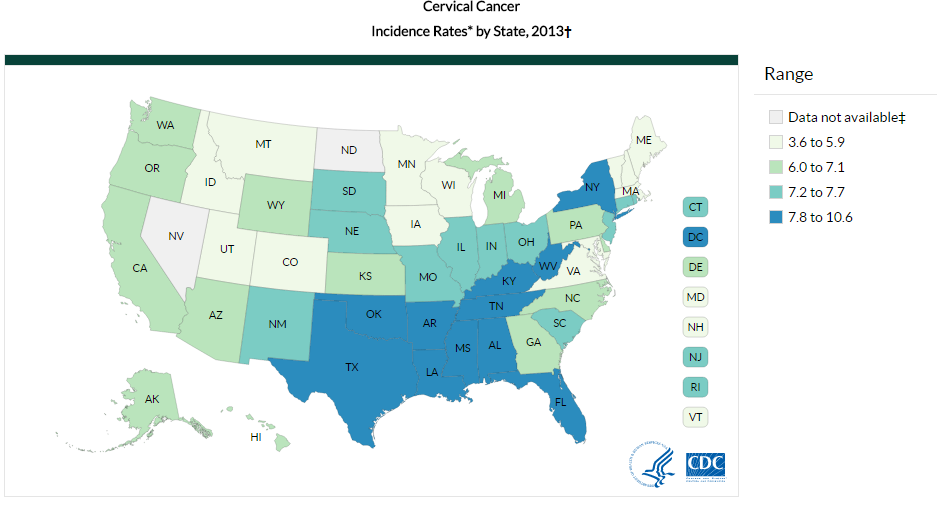 Cervical Cancer
Incidence Rates* by State, 2013†
Range
Data not available‡
3.6 to 5.9
6.0 to 7.1
7.2 to 7.7
7.8 to 10.6
WA
MT
ND
MN
ME
OR
ID
SD
WI
MI
NY
MA
WY
CT
NV
NE
IA
PA
UT
IL
IN
OH
DC
CA
CO
KS
MO
WV
VA
DE
KY
AZ
NM
OK
AR
TN
NC
MD
SC
NH
MS
AL
GA
TX
LA
NJ
RI
AK
FL
VT
HI
CDC